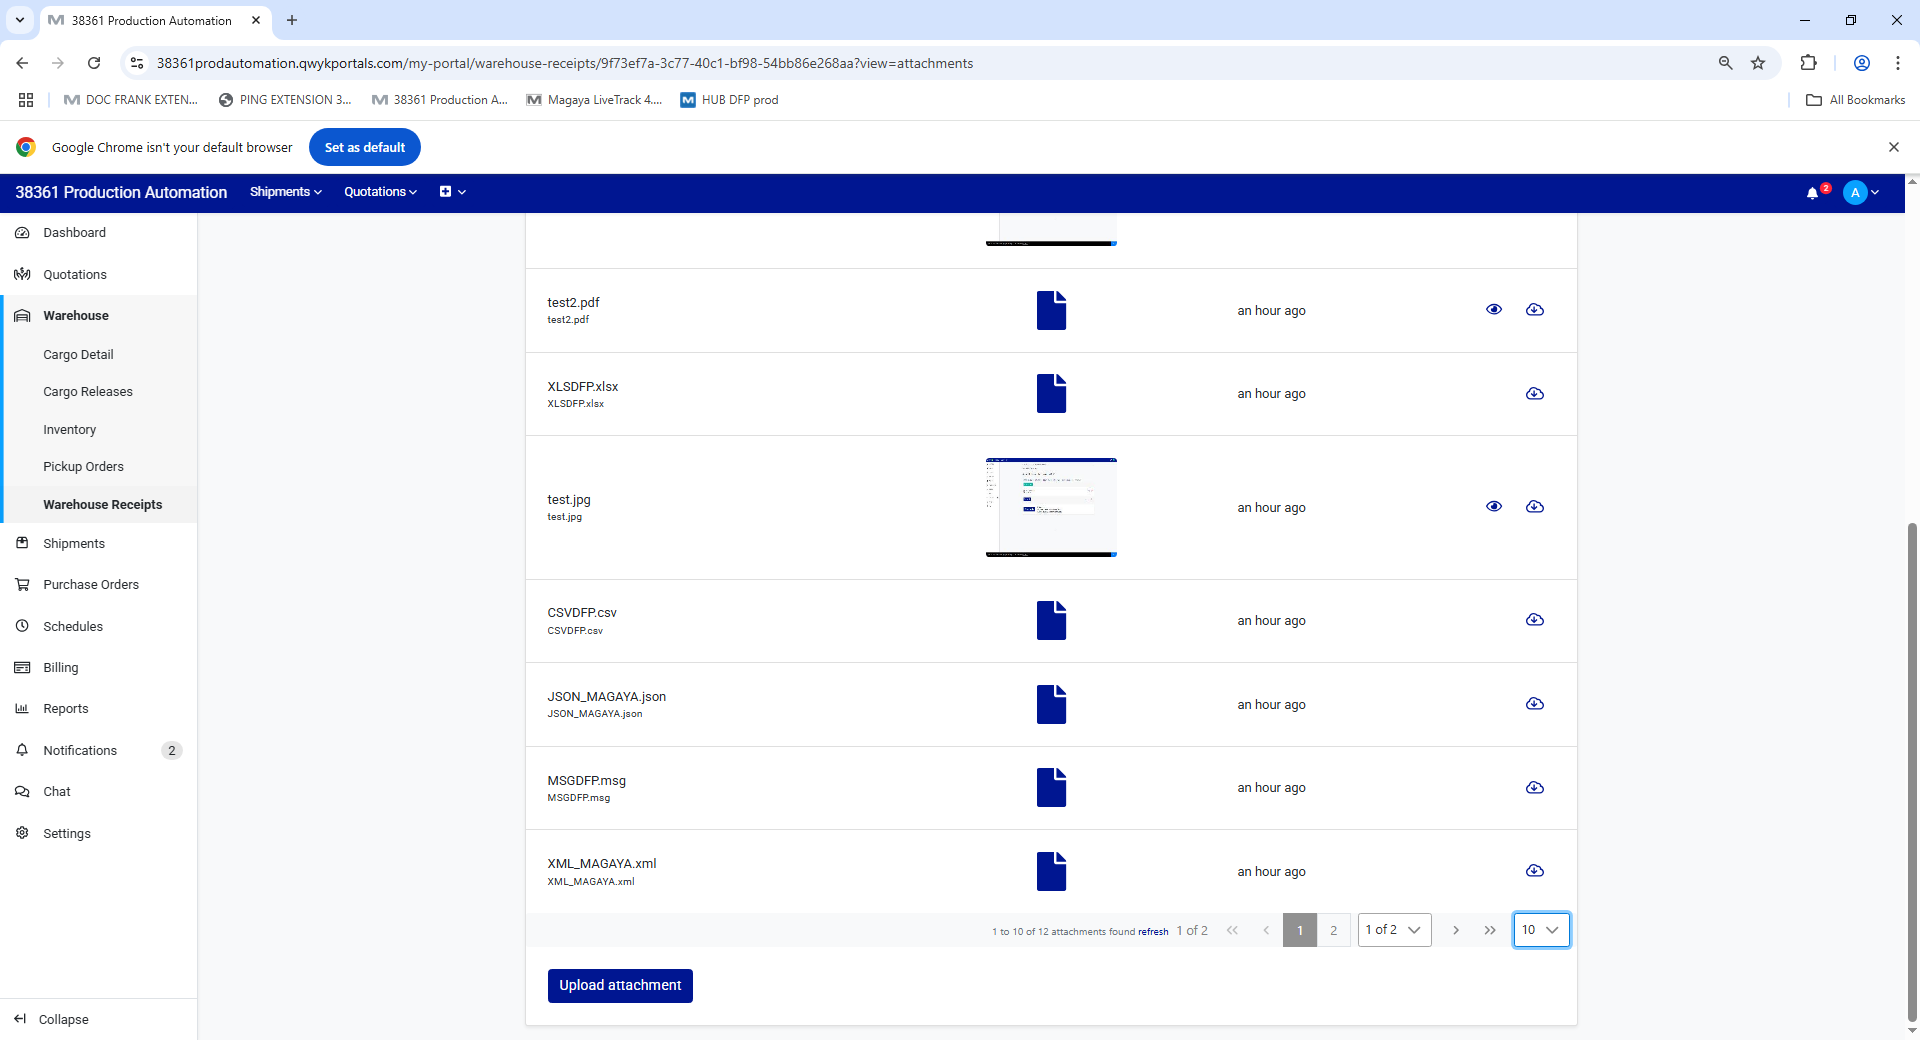 38361 Production Automation
38361prodautomation.qwykportals.com/my-portal/warehouse-receipts/9f73ef7a-3c77-40c1-bf98-54bb86e268aa?view=attachments
DOC FRANK EXTEN...
PING EXTENSION 3...
38361 Production A...
Magaya LiveTrack 4....
HUB DFP prod
All Bookmarks
Google Chrome isn't your default browser
Set as default
38361 Production Automation
Shipments
Quotations
2
A
Dashboard
Quotations
Warehouse
Cargo Detail
Cargo Releases
Inventory
Pickup Orders
Warehouse Receipts
Shipments
Purchase Orders
Schedules
Billing
Reports
Notifications 2
Chat
Settings
Collapse
test2.pdf
test2.pdf
an hour ago
XLSDFP.xlsx
XLSDFP.xlsx
an hour ago
test.jpg
test.jpg
an hour ago
CSVDFP.csv
CSVDFP.csv
an hour ago
JSON_MAGAYA.json
JSON_MAGAYA.json
an hour ago
MSGDFP.msg
MSGDFP.msg
an hour ago
XML_MAGAYA.xml
XML_MAGAYA.xml
an hour ago
1 to 10 of 12 attachments found refresh 1 of 2 1 2 1 of 2 10
Upload attachment